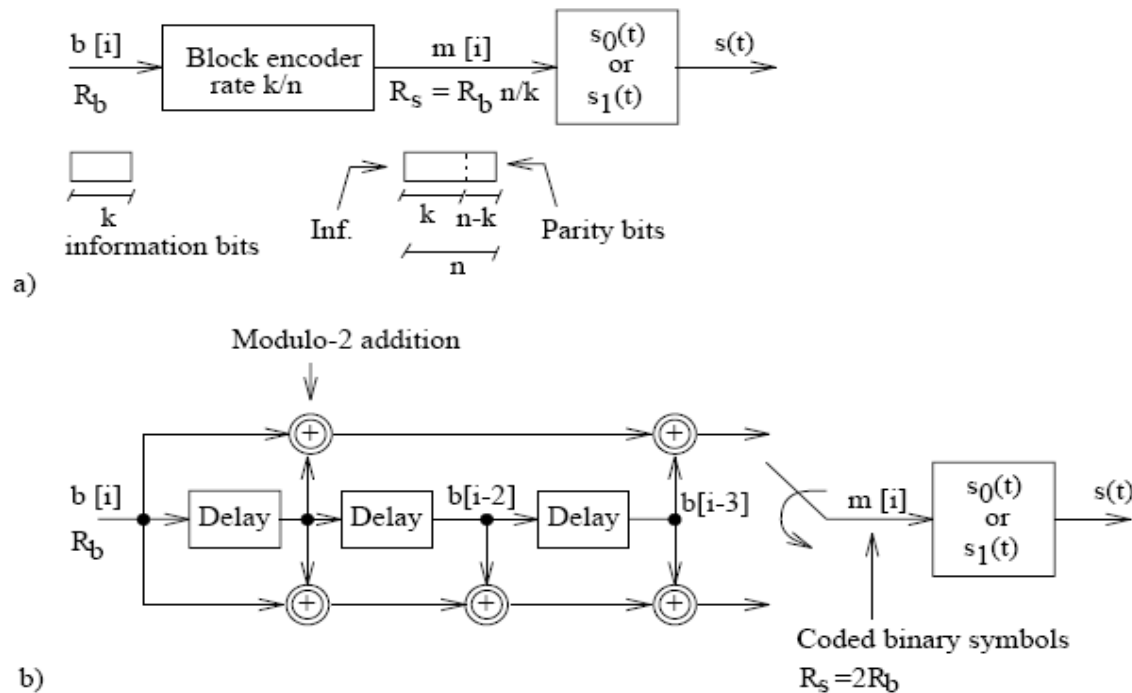 b [i]
R_b
Block encoder
rate k/n
m [i]
R_s = R_b n/k
s_0(t)
or
s_1(t)
s(t)
k
information bits
Inf.
k
n-k
n
Parity bits
a)
Modulo-2 addition
+
+
b [i]
R_b
Delay
Delay
b[i-2]
Delay
b[i-3]
m [i]
s_0(t)
or
s_1(t)
s(t)
+
+
+
Coded binary symbols
R_s =2R_b
b)